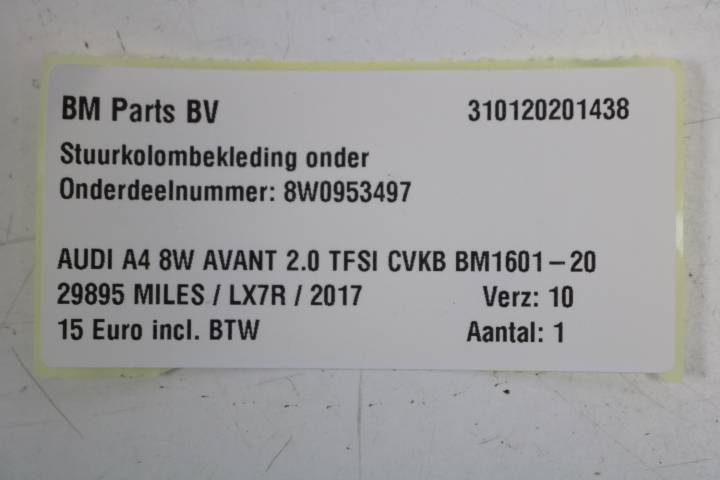 BM Parts BV 310120201438
Stuurkolombekleding onder
Onderdeelnummer: 8W0953497
AUDI A4 8W AVANT 2.0 TFSI CVKB BM1601-20
29895 MILES / LX7R / 2017 Verz: 10
15 Euro incl. BTW Aantal: 1